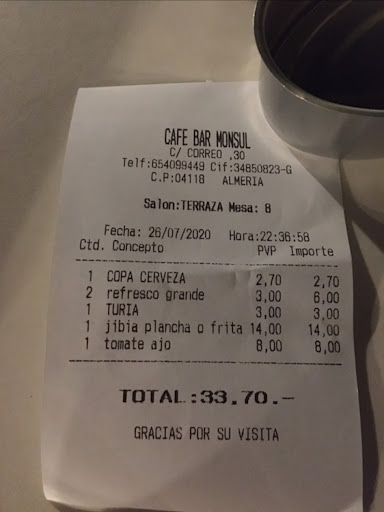 CAFE BAR MONSUL
C/ CORREO ,30
Telf:654099449 Cif:34850823-G
C.P:04118 ALMERIA
Salon:TERRAZA Mesa: 8
Fecha: 26/07/2020 Hora:22:36:58
Ctd. Concepto PVP Importe
1 COPA CERVEZA 2,70 2,70
2 refresco grande 3,00 6,00
1 TURIA 3,00 3,00
1 jibia plancha o frita 14,00 14,00
1 tomate ajo 8,00 8,00
TOTAL:33.70.-
GRACIAS POR SU VISITA